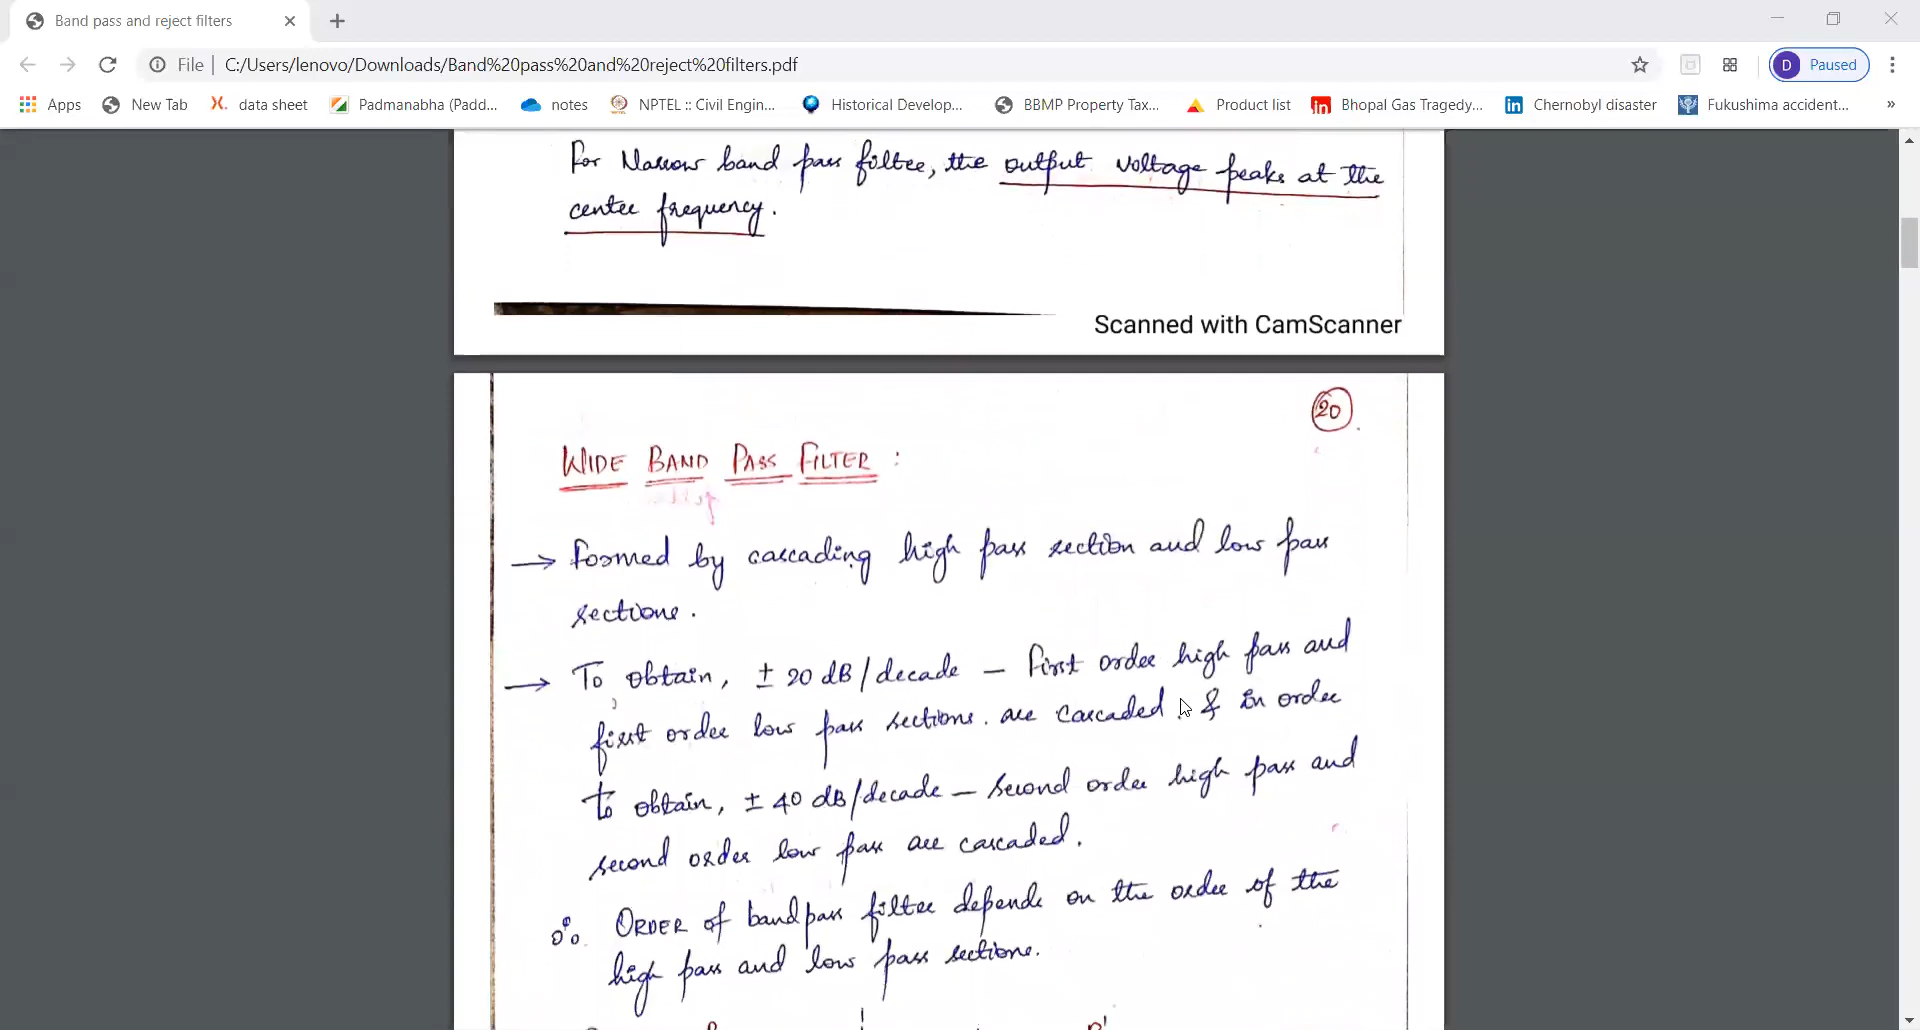 Band pass and reject filters
File | C:/Users/lenovo/Downloads/Band%20pass%20and%20reject%20filters.pdf
D Paused
Apps New Tab X. data sheet Padmanabha (Padd... notes NPTEL :: Civil Engin... Historical Develop... BBMP Property Tax... Product list Bhopal Gas Tragedy... Chernobyl disaster Fukushima accident... »
For Narrow band pass filter, the output voltage peaks at the
center frequency.
Scanned with CamScanner
20
WIDE BAND PASS FILTER :
→ Formed by cascading high pass section and low pass
sections.
→ To obtain, ± 20 dB/decade – First order high pass and
first order low pass sections. are cascaded. & in order
to obtain, ± 40 dB/decade – second order high pass and
second order low pass are cascaded.
∴ ORDER of bandpass filter depends on the order of the
high pass and low pass sections.